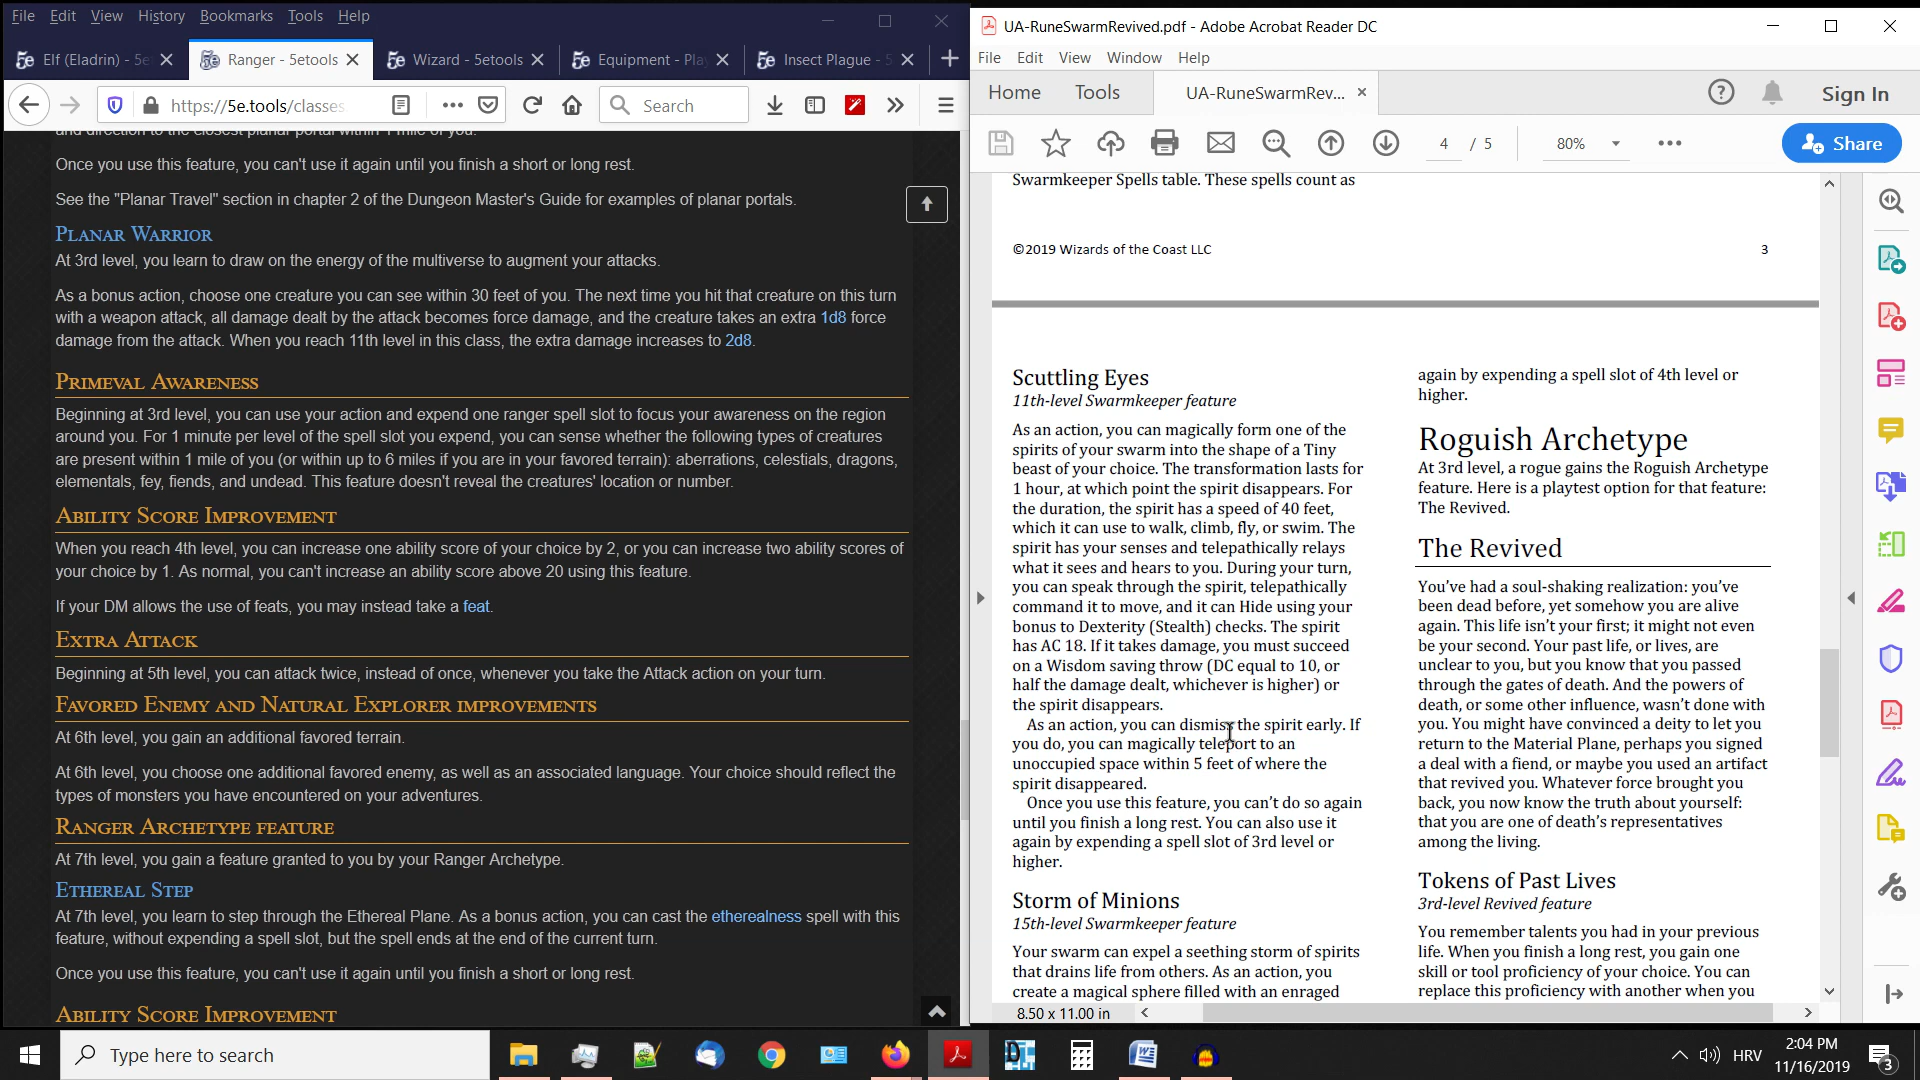 File Edit View History Bookmarks Tools Help
Elf (Eladrin) - 5e
Ranger - 5etools
Wizard - 5etools
Equipment - Pla
Insect Plague - 5
https://5e.tools/classes
Search
Once you use this feature, you can't use it again until you finish a short or long rest.
See the "Planar Travel" section in chapter 2 of the Dungeon Master's Guide for examples of planar portals.
Planar Warrior
At 3rd level, you learn to draw on the energy of the multiverse to augment your attacks.
As a bonus action, choose one creature you can see within 30 feet of you. The next time you hit that creature on this turn
with a weapon attack, all damage dealt by the attack becomes force damage, and the creature takes an extra 1d8 force
damage from the attack. When you reach 11th level in this class, the extra damage increases to 2d8.
Primeval Awareness
Beginning at 3rd level, you can use your action and expend one ranger spell slot to focus your awareness on the region
around you. For 1 minute per level of the spell slot you expend, you can sense whether the following types of creatures
are present within 1 mile of you (or within up to 6 miles if you are in your favored terrain): aberrations, celestials, dragons,
elementals, fey, fiends, and undead. This feature doesn't reveal the creatures' location or number.
Ability Score Improvement
When you reach 4th level, you can increase one ability score of your choice by 2, or you can increase two ability scores of
your choice by 1. As normal, you can't increase an ability score above 20 using this feature.
If your DM allows the use of feats, you may instead take a feat.
Extra Attack
Beginning at 5th level, you can attack twice, instead of once, whenever you take the Attack action on your turn.
Favored Enemy and Natural Explorer improvements
At 6th level, you gain an additional favored terrain.
At 6th level, you choose one additional favored enemy, as well as an associated language. Your choice should reflect the
types of monsters you have encountered on your adventures.
Ranger Archetype feature
At 7th level, you gain a feature granted to you by your Ranger Archetype.
Ethereal Step
At 7th level, you learn to step through the Ethereal Plane. As a bonus action, you can cast the etherealness spell with this
feature, without expending a spell slot, but the spell ends at the end of the current turn.
Once you use this feature, you can't use it again until you finish a short or long rest.
Ability Score Improvement
UA-RuneSwarmRevived.pdf - Adobe Acrobat Reader DC
File Edit View Window Help
Home Tools UA-RuneSwarmRev... Sign In
4 / 5 80% Share
Swarmkeeper Spells table. These spells count as
©2019 Wizards of the Coast LLC 3
Scuttling Eyes
11th-level Swarmkeeper feature
As an action, you can magically form one of the
spirits of your swarm into the shape of a Tiny
beast of your choice. The transformation lasts for
1 hour, at which point the spirit disappears. For
the duration, the spirit has a speed of 40 feet,
which it can use to walk, climb, fly, or swim. The
spirit has your senses and telepathically relays
what it sees and hears to you. During your turn,
you can speak through the spirit, telepathically
command it to move, and it can Hide using your
bonus to Dexterity (Stealth) checks. The spirit
has AC 18. If it takes damage, you must succeed
on a Wisdom saving throw (DC equal to 10, or
half the damage dealt, whichever is higher) or
the spirit disappears.
As an action, you can dismiss the spirit early. If
you do, you can magically teleport to an
unoccupied space within 5 feet of where the
spirit disappeared.
Once you use this feature, you can't do so again
until you finish a long rest. You can also use it
again by expending a spell slot of 3rd level or
higher.
Storm of Minions
15th-level Swarmkeeper feature
Your swarm can expel a seething storm of spirits
that drains life from others. As an action, you
create a magical sphere filled with an enraged
again by expending a spell slot of 4th level or
higher.
Roguish Archetype
At 3rd level, a rogue gains the Roguish Archetype
feature. Here is a playtest option for that feature:
The Revived.
The Revived
You've had a soul-shaking realization: you've
been dead before, yet somehow you are alive
again. This life isn't your first; it might not even
be your second. Your past life, or lives, are
unclear to you, but you know that you passed
through the gates of death. And the powers of
death, or some other influence, wasn't done with
you. You might have convinced a deity to let you
return to the Material Plane, perhaps you signed
a deal with a fiend, or maybe you used an artifact
that revived you. Whatever force brought you
back, you now know the truth about yourself:
that you are one of death's representatives
among the living.
Tokens of Past Lives
3rd-level Revived feature
You remember talents you had in your previous
life. When you finish a long rest, you gain one
skill or tool proficiency of your choice. You can
replace this proficiency with another when you
8.50 x 11.00 in
Type here to search
HRV
2:04 PM
11/16/2019
3